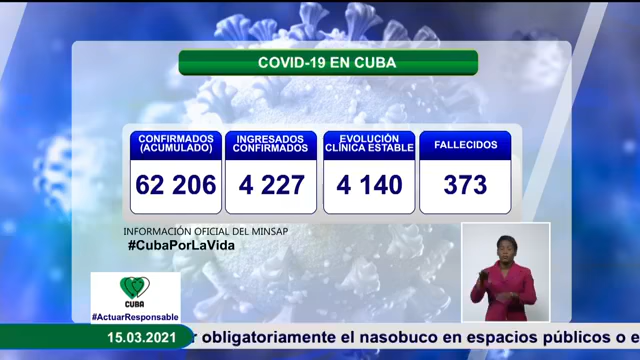 COVID-19 EN CUBA
CONFIRMADOS
(ACUMULADO)
62 206
INGRESADOS
CONFIRMADOS
4 227
EVOLUCIÓN
CLÍNICA ESTABLE
4 140
FALLECIDOS
373
INFORMACIÓN OFICIAL DEL MINSAP
#CubaPorLaVida
CUBA
#ActuarResponsable
15.03.2021
obligatoriamente el nasobuco en espacios públicos o